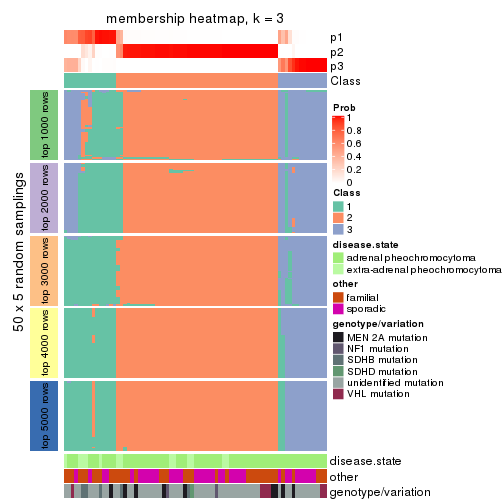 membership heatmap, k = 3
p1
p2
p3
Class
50 x 5 random samplings
top 1000 rows
top 2000 rows
top 3000 rows
top 4000 rows
top 5000 rows
Prob
1
0.8
0.6
0.4
0.2
0
Class
1
2
3
disease.state
adrenal pheochromocytoma
extra-adrenal pheochromocytoma
other
familial
sporadic
genotype/variation
MEN 2A mutation
NF1 mutation
SDHB mutation
SDHD mutation
unidentified mutation
VHL mutation
disease.state
other
genotype/variation